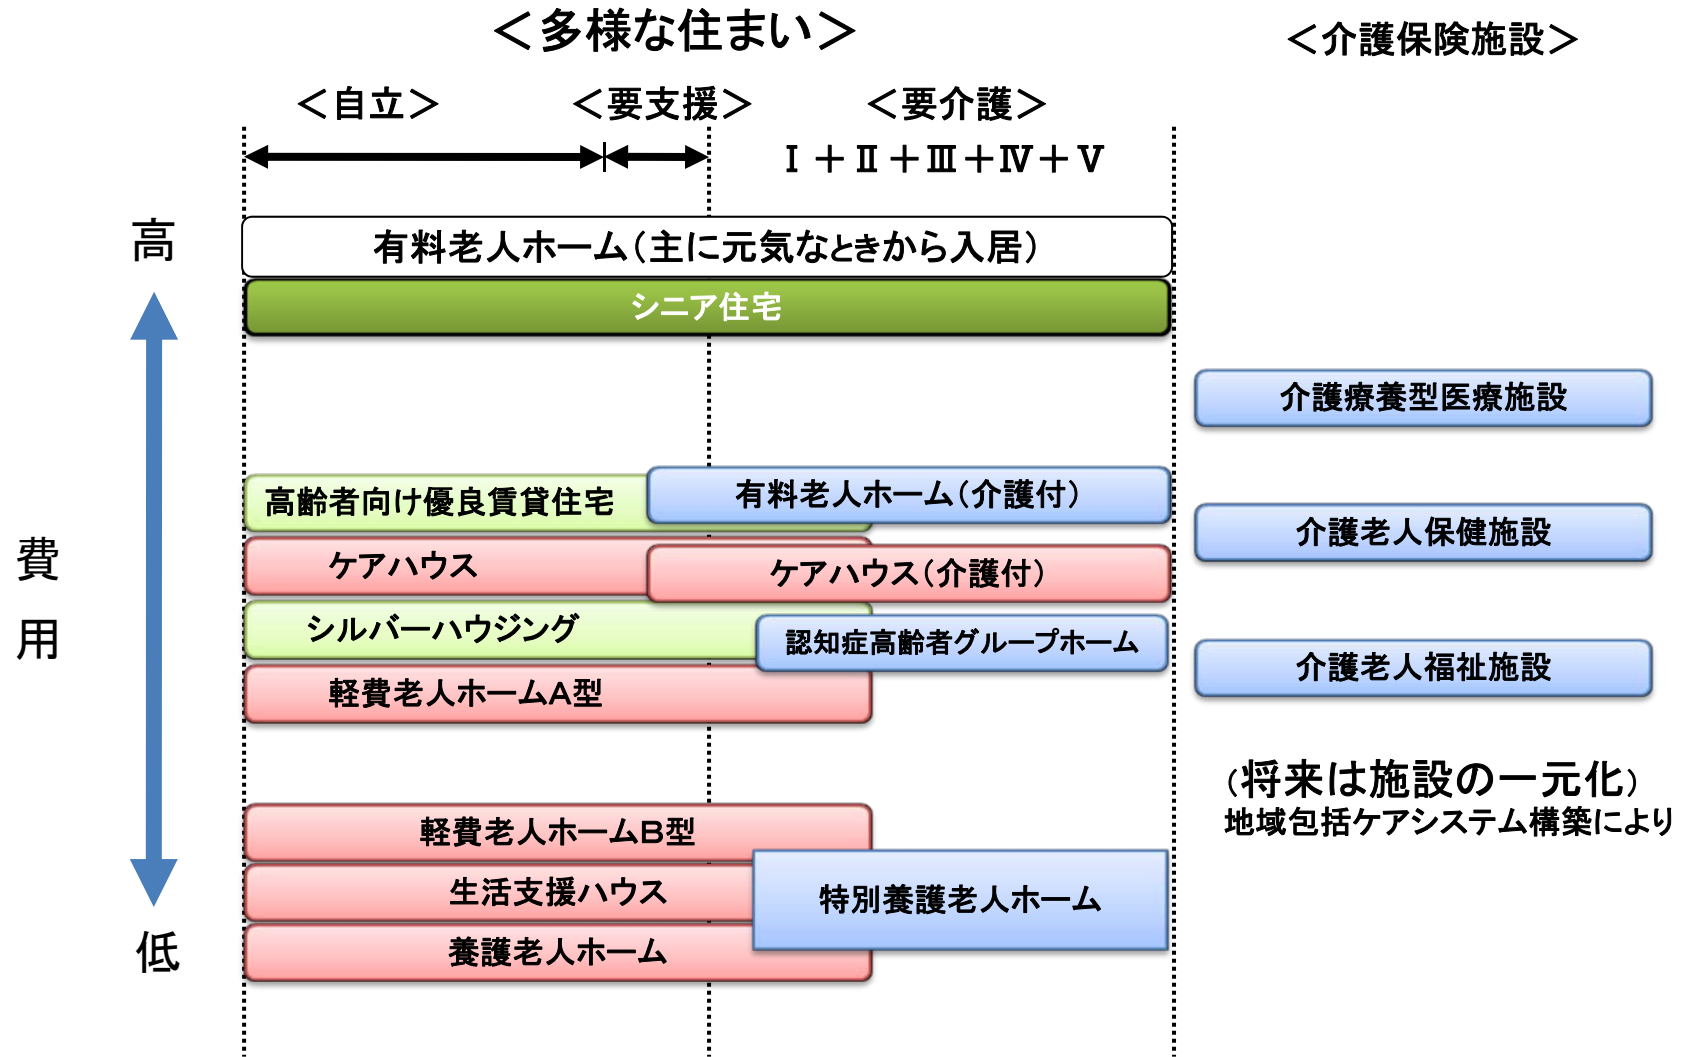 ＜多様な住まい＞
＜介護保険施設＞
＜自立＞
＜要支援＞
＜要介護＞
Ⅰ＋Ⅱ＋Ⅲ＋Ⅳ＋Ⅴ
高
費用
低
有料老人ホーム（主に元気なときから入居）
シニア住宅
高齢者向け優良賃貸住宅
有料老人ホーム（介護付）
ケアハウス
ケアハウス（介護付）
シルバーハウジング
認知症高齢者グループホーム
軽費老人ホームA型
軽費老人ホームB型
生活支援ハウス
特別養護老人ホーム
養護老人ホーム
介護療養型医療施設
介護老人保健施設
介護老人福祉施設
（将来は施設の一元化）
地域包括ケアシステム構築により